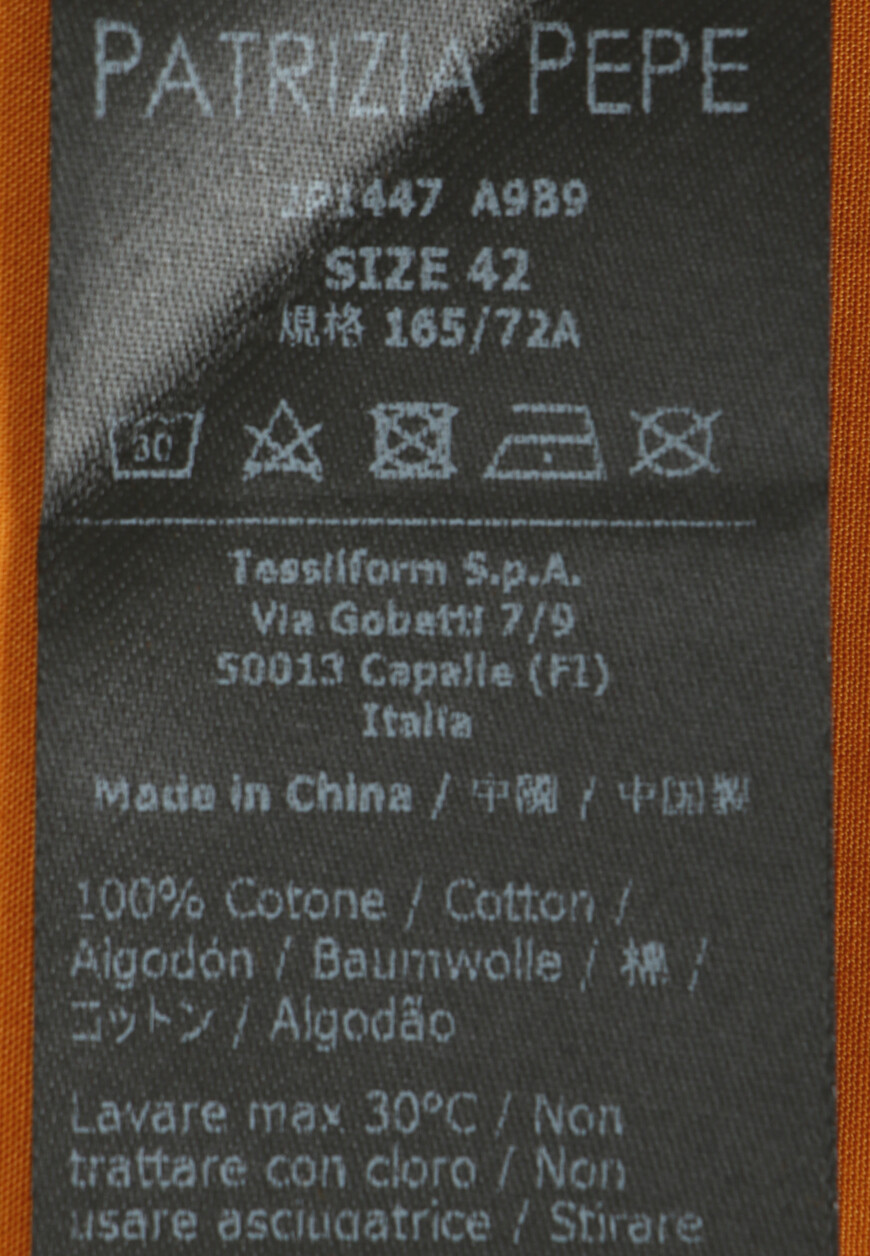 PATRIZIA PEPE
2P1447 A9B9
SIZE 42
規格 165/72A
30
Tessilform S.p.A.
Via Gobetti 7/9
50013 Capalle (FI)
Italia
Made in China / 中國 / 中国製
100% Cotone / Cotton /
Algodón / Baumwolle / 棉 /
コットン / Algodão
Lavare max 30°C / Non
trattare con cloro / Non
usare asciugatrice / Stirare